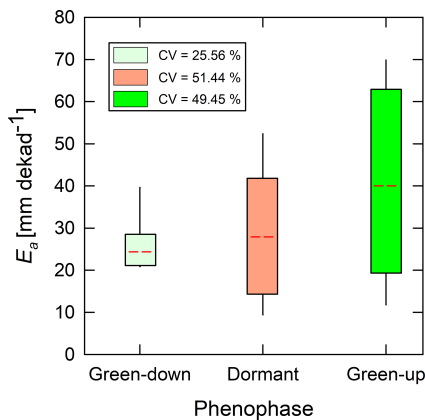 80
70
60
50
40
30
20
10
0
Eₐ [mm dekad⁻¹]
CV = 25.56 %
CV = 51.44 %
CV = 49.45 %
Green-down Dormant Green-up
Phenophase